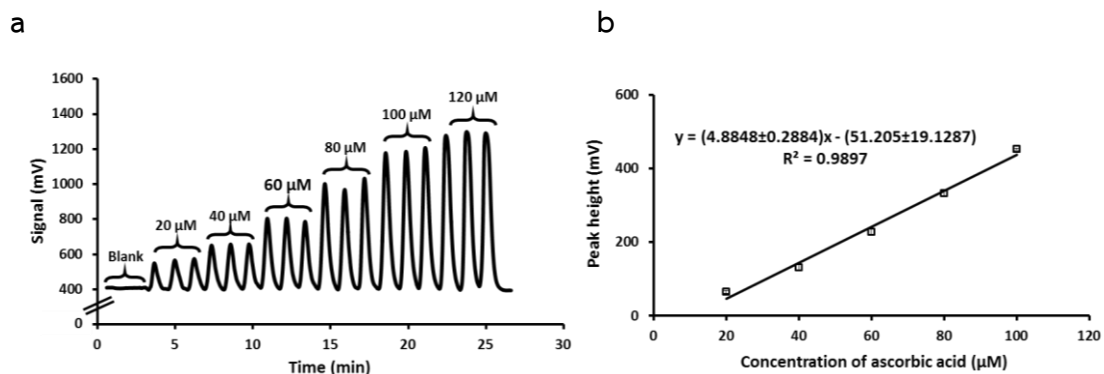 a
b
1600
1400
1200
1000
800
600
400
0
Signal (mV)
Blank
20 µM
40 µM
60 µM
80 µM
100 µM
120 µM
0 5 10 15 20 25 30
Time (min)
600
400
200
0
Peak height (mV)
y = (4.8848±0.2884)x - (51.205±19.1287)
R² = 0.9897
0 20 40 60 80 100 120
Concentration of ascorbic acid (µM)